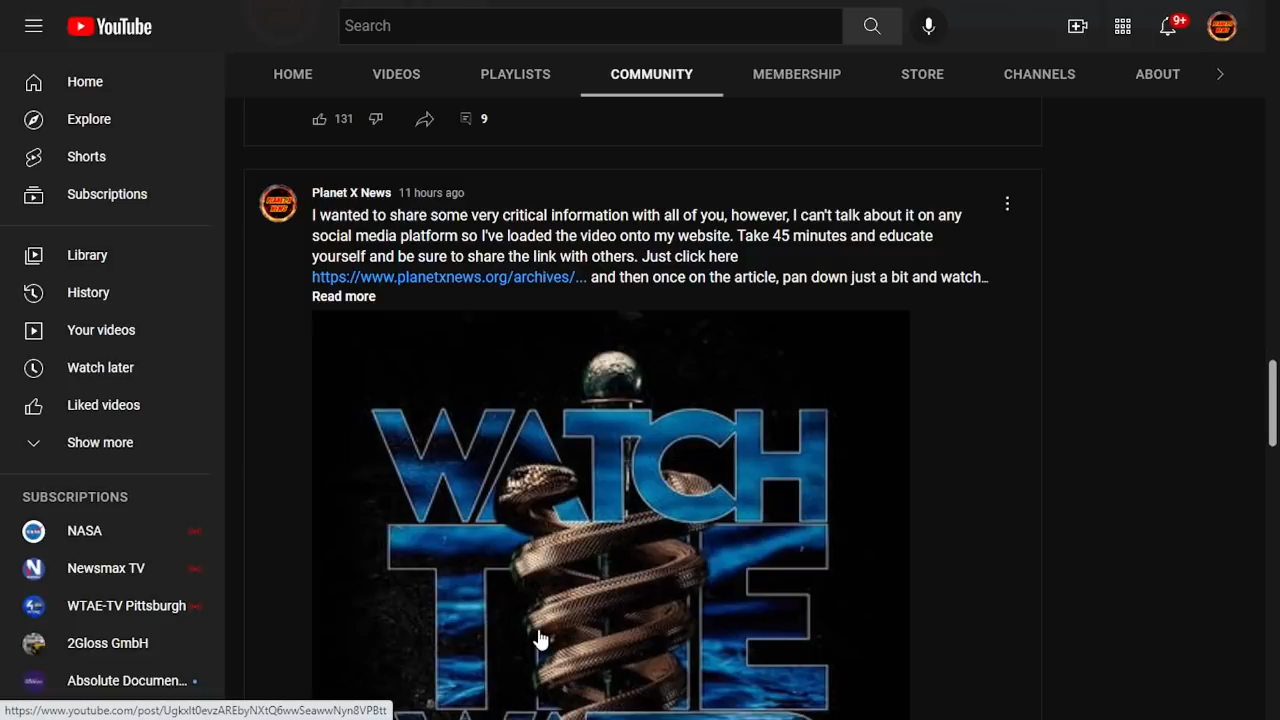 YouTube
Search
9+
HOME VIDEOS PLAYLISTS COMMUNITY MEMBERSHIP STORE CHANNELS ABOUT
Home
Explore
Shorts
Subscriptions
Library
History
Your videos
Watch later
Liked videos
Show more
SUBSCRIPTIONS
NASA
Newsmax TV
WTAE-TV Pittsburgh
2Gloss GmbH
Absolute Documen...
131 9
Planet X News 11 hours ago
I wanted to share some very critical information with all of you, however, I can't talk about it on any
social media platform so I've loaded the video onto my website. Take 45 minutes and educate
yourself and be sure to share the link with others. Just click here
https://www.planetxnews.org/archives/... and then once on the article, pan down just a bit and watch…
Read more
WATCH
THE
https://www.youtube.com/post/UgkxIt0evzAREbyNXtQ6wwSeawwNyn8VPBtt